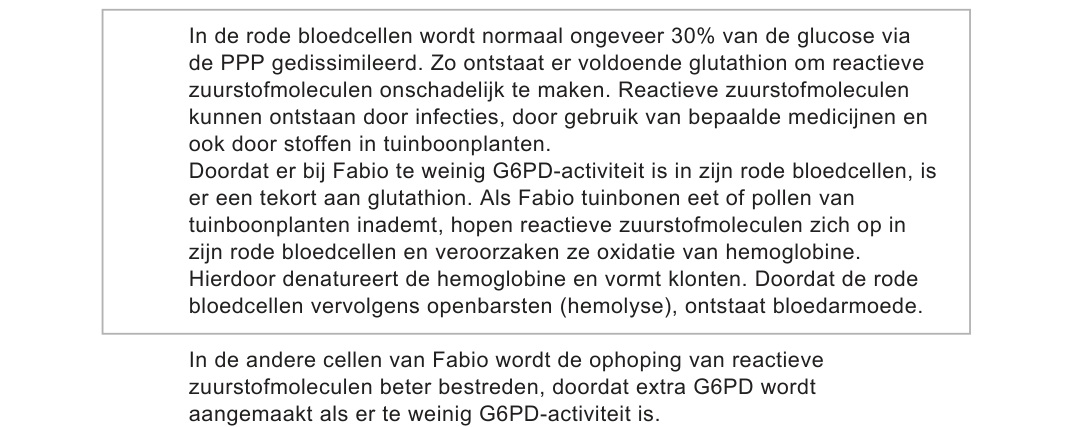 In de rode bloedcellen wordt normaal ongeveer 30% van de glucose via
de PPP gedissimileerd. Zo ontstaat er voldoende glutathion om reactieve
zuurstofmoleculen onschadelijk te maken. Reactieve zuurstofmoleculen
kunnen ontstaan door infecties, door gebruik van bepaalde medicijnen en
ook door stoffen in tuinboonplanten.
Doordat er bij Fabio te weinig G6PD-activiteit is in zijn rode bloedcellen, is
er een tekort aan glutathion. Als Fabio tuinbonen eet of pollen van
tuinboonplanten inademt, hopen reactieve zuurstofmoleculen zich op in
zijn rode bloedcellen en veroorzaken ze oxidatie van hemoglobine.
Hierdoor denatureert de hemoglobine en vormt klonten. Doordat de rode
bloedcellen vervolgens openbarsten (hemolyse), ontstaat bloedarmoede.
In de andere cellen van Fabio wordt de ophoping van reactieve
zuurstofmoleculen beter bestreden, doordat extra G6PD wordt
aangemaakt als er te weinig G6PD-activiteit is.